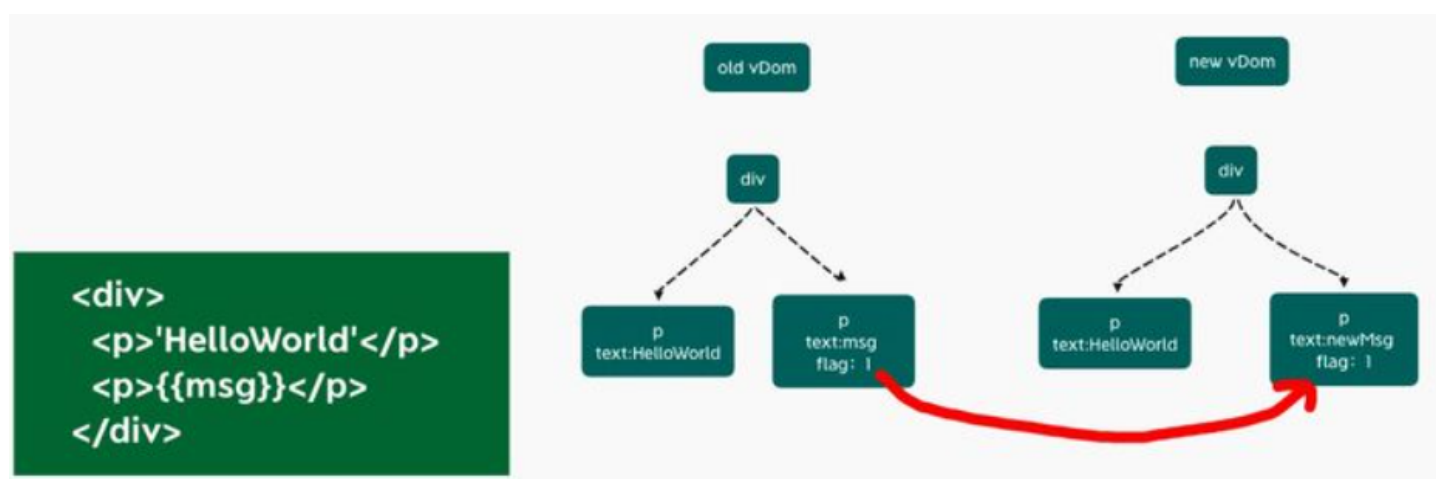 <div>
<p>'HelloWorld'</p>
<p>{{msg}}</p>
</div>
old vDom
div
p
text:HelloWorld
p
text:msg
flag: 1
new vDom
div
p
text:HelloWorld
p
text:newMsg
flag: 1